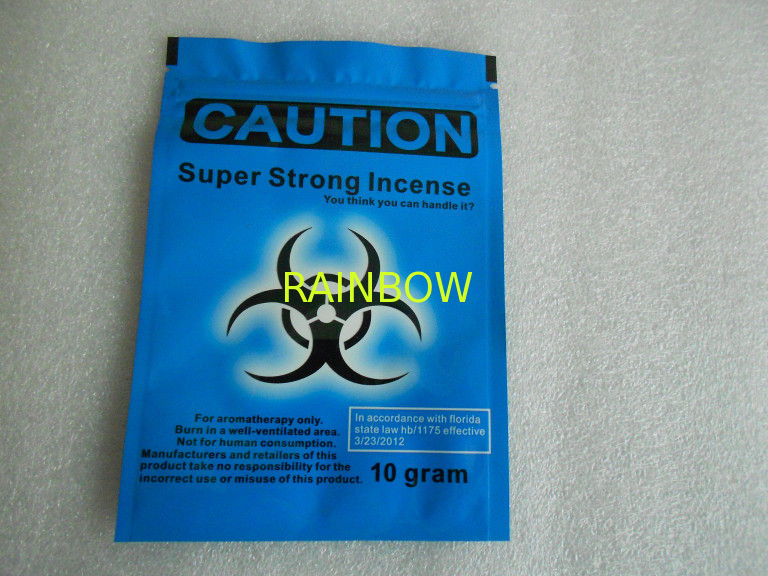 CAUTION
Super Strong Incense
You think you can handle it?
RAINBOW
For aromatherapy only.
Burn in a well-ventilated area.
Not for human consumption.
Manufacturers and retailers of this
product take no responsibility for the
incorrect use or misuse of this product.
In accordance with florida
state law hb/1175 effective
3/23/2012
10 gram